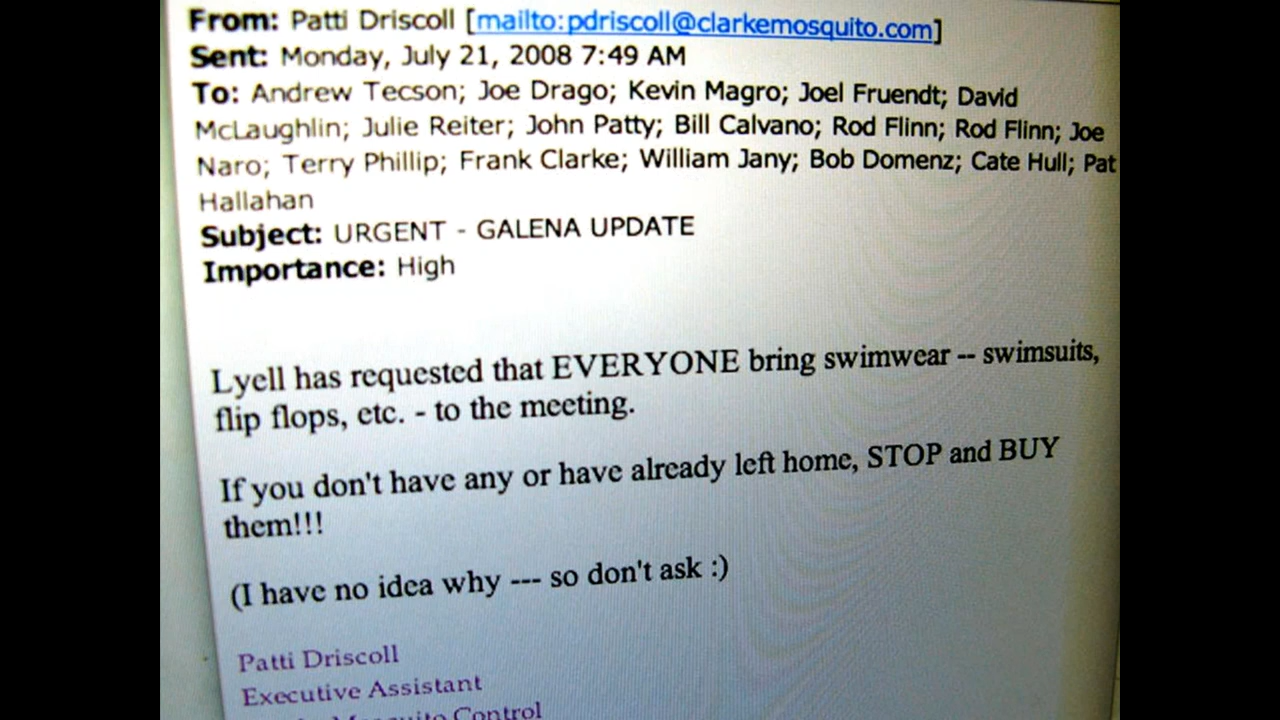 From: Patti Driscoll [mailto:pdriscoll@clarkemosquito.com]
Sent: Monday, July 21, 2008 7:49 AM
To: Andrew Tecson; Joe Drago; Kevin Magro; Joel Fruendt; David
McLaughlin; Julie Reiter; John Patty; Bill Calvano; Rod Flinn; Rod Flinn; Joe
Naro; Terry Phillip; Frank Clarke; William Jany; Bob Domenz; Cate Hull; Pat
Hallahan
Subject: URGENT - GALENA UPDATE
Importance: High
Lyell has requested that EVERYONE bring swimwear -- swimsuits,
flip flops, etc. - to the meeting.
If you don't have any or have already left home, STOP and BUY
them!!!
(I have no idea why --- so don't ask :)
Patti Driscoll
Executive Assistant
Mosquito Control